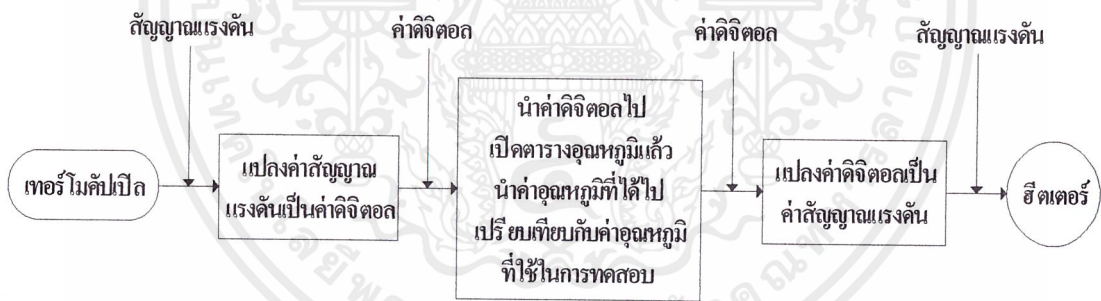 สัญญาณแรงดัน
ค่าดิจิตอล
ค่าดิจิตอล
สัญญาณแรงดัน
เทอร์โมคัปเปิล
แปลงค่าสัญญาณ
แรงดันเป็นค่าดิจิตอล
นำค่าดิจิตอลไป
เปิดตารางอุณหภูมิแล้ว
นำค่าอุณหภูมิที่ได้ไป
เปรียบเทียบกับค่าอุณหภูมิ
ที่ใช้ในการทดสอบ
แปลงค่าดิจิตอลเป็น
ค่าสัญญาณแรงดัน
ฮีตเตอร์